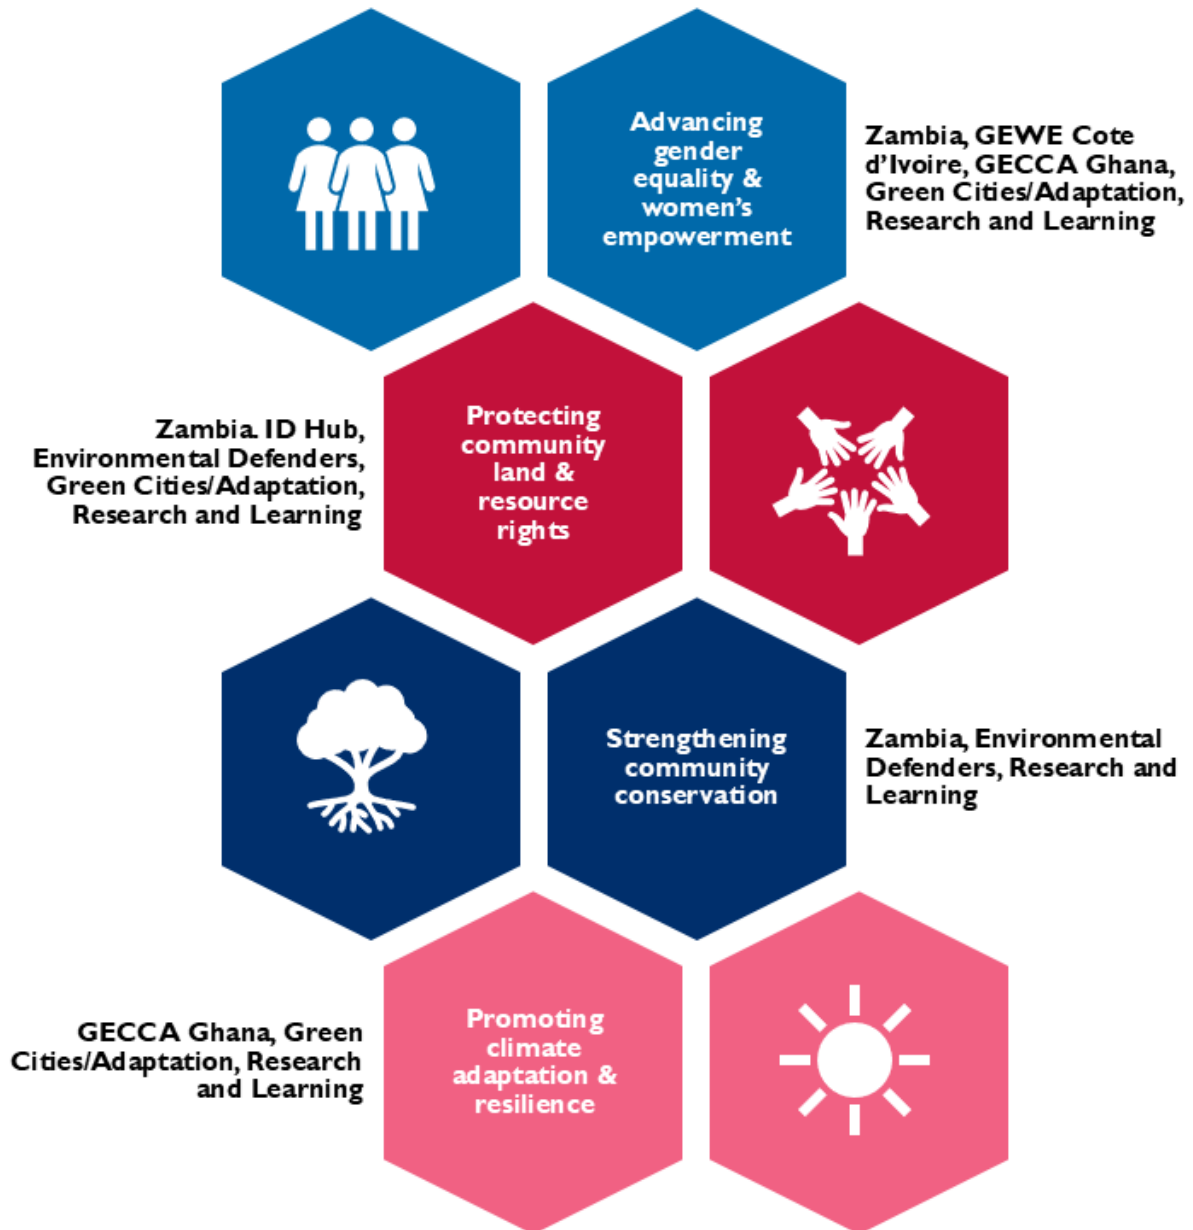 Advancing
gender
equality &
women's
empowerment
Zambia, GEWE Cote
d'Ivoire, GECCA Ghana,
Green Cities/Adaptation,
Research and Learning
Zambia. ID Hub,
Environmental Defenders,
Green Cities/Adaptation,
Research and Learning
Protecting
community
land &
resource
rights
Strengthening
community
conservation
Zambia, Environmental
Defenders, Research and
Learning
GECCA Ghana, Green
Cities/Adaptation, Research
and Learning
Promoting
climate
adaptation &
resilience